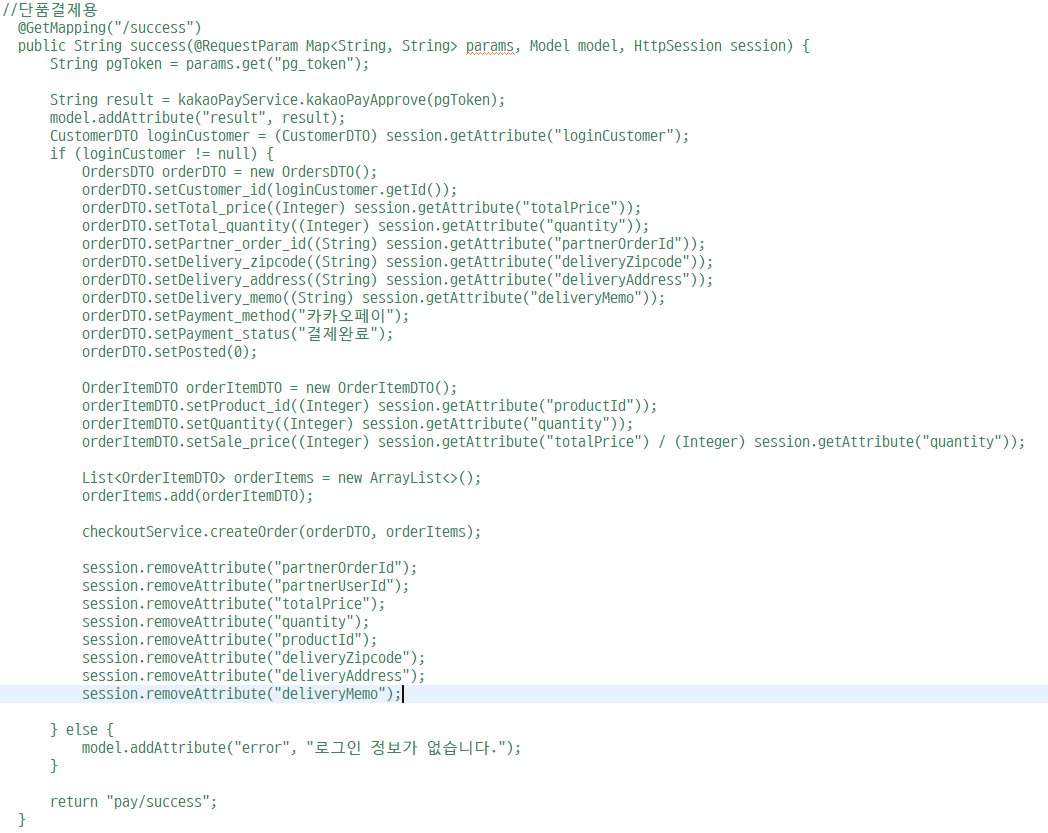 //단품결제용
@GetMapping("/success")
public String success(@RequestParam Map<String, String> params, Model model, HttpSession session) {
String pgToken = params.get("pg_token");
String result = kakaoPayService.kakaoPayApprove(pgToken);
model.addAttribute("result", result);
CustomerDTO loginCustomer = (CustomerDTO) session.getAttribute("loginCustomer");
if (loginCustomer != null) {
OrdersDTO orderDTO = new OrdersDTO();
orderDTO.setCustomer_id(loginCustomer.getId());
orderDTO.setTotal_price((Integer) session.getAttribute("totalPrice"));
orderDTO.setTotal_quantity((Integer) session.getAttribute("quantity"));
orderDTO.setPartner_order_id((String) session.getAttribute("partnerOrderId"));
orderDTO.setDelivery_zipcode((String) session.getAttribute("deliveryZipcode"));
orderDTO.setDelivery_address((String) session.getAttribute("deliveryAddress"));
orderDTO.setDelivery_memo((String) session.getAttribute("deliveryMemo"));
orderDTO.setPayment_method("카카오페이");
orderDTO.setPayment_status("결제완료");
orderDTO.setPosted(0);
OrderItemDTO orderItemDTO = new OrderItemDTO();
orderItemDTO.setProduct_id((Integer) session.getAttribute("productId"));
orderItemDTO.setQuantity((Integer) session.getAttribute("quantity"));
orderItemDTO.setSale_price((Integer) session.getAttribute("totalPrice") / (Integer) session.getAttribute("quantity"));
List<OrderItemDTO> orderItems = new ArrayList<>();
orderItems.add(orderItemDTO);
checkoutService.createOrder(orderDTO, orderItems);
session.removeAttribute("partnerOrderId");
session.removeAttribute("partnerUserId");
session.removeAttribute("totalPrice");
session.removeAttribute("quantity");
session.removeAttribute("productId");
session.removeAttribute("deliveryZipcode");
session.removeAttribute("deliveryAddress");
session.removeAttribute("deliveryMemo");
} else {
model.addAttribute("error", "로그인 정보가 없습니다.");
}
return "pay/success";
}